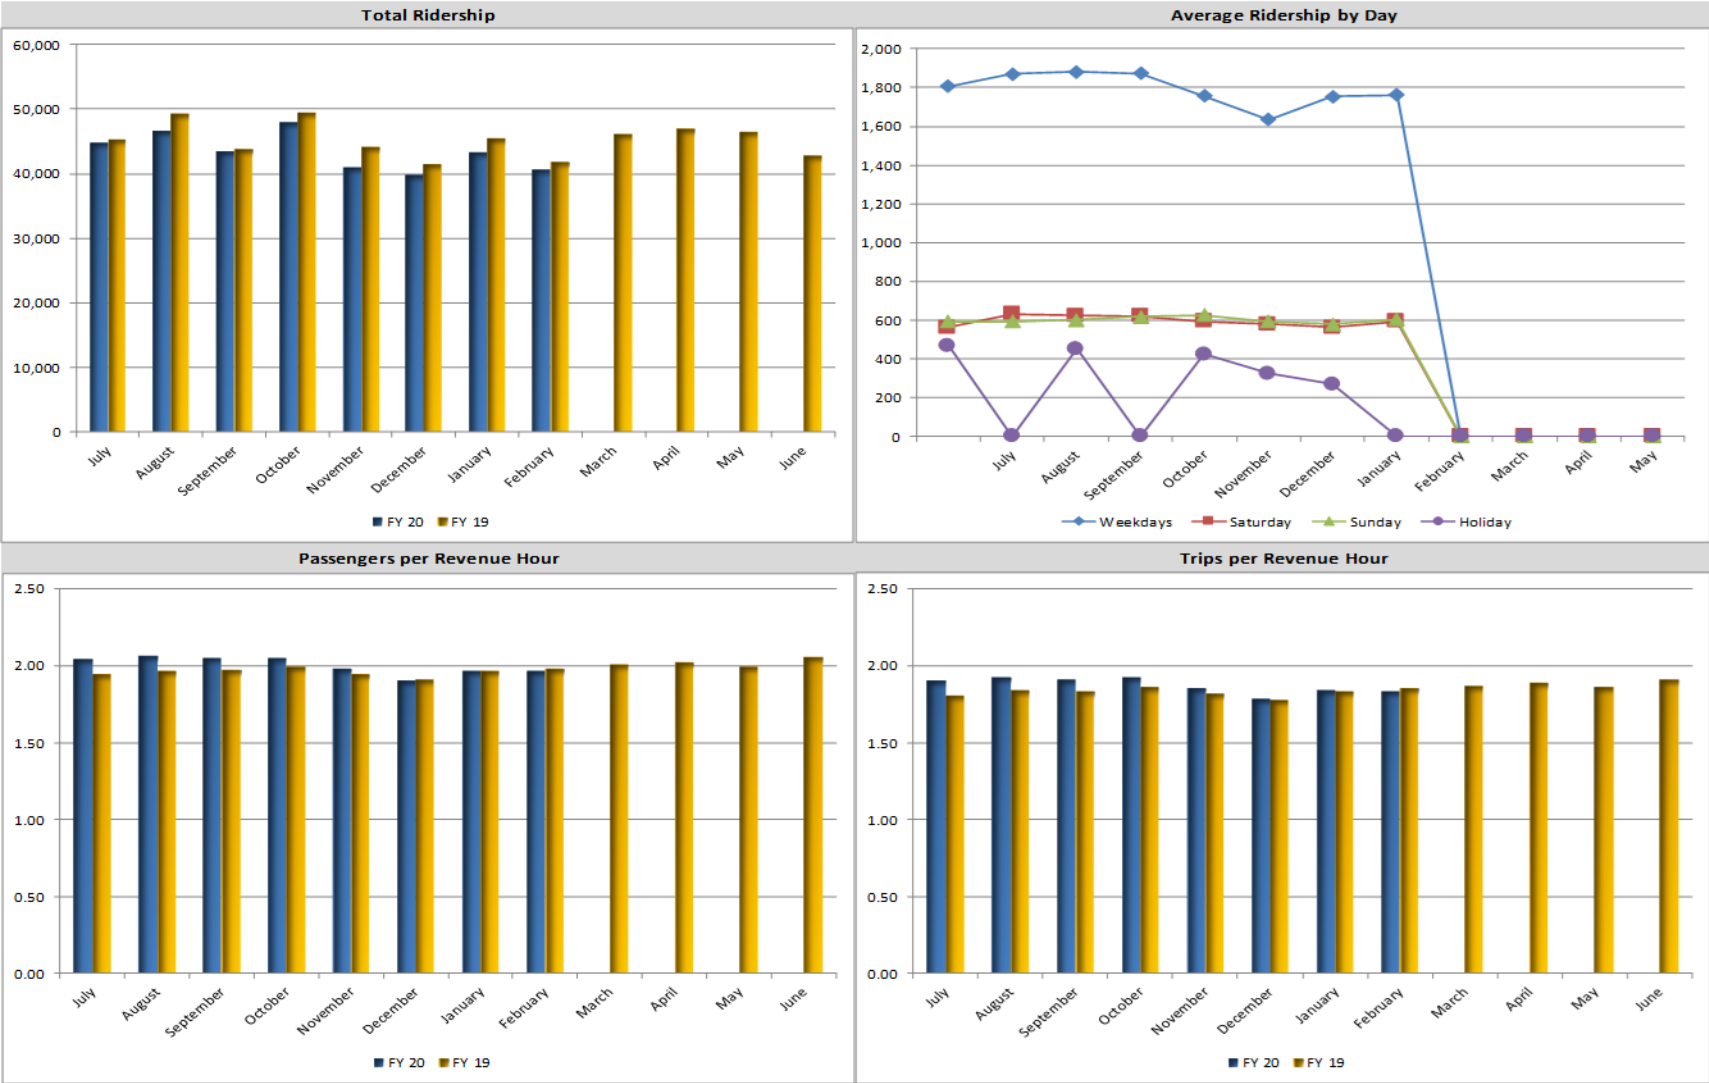 Total Ridership
60,000
50,000
40,000
30,000
20,000
10,000
0
July August September October November December January February March April May June
FY 20 FY 19
Average Ridership by Day
2,000
1,800
1,600
1,400
1,200
1,000
800
600
400
200
0
July August September October November December January February March April May
Weekdays Saturday Sunday Holiday
Passengers per Revenue Hour
2.50
2.00
1.50
1.00
0.50
0.00
July August September October November December January February March April May June
FY 20 FY 19
Trips per Revenue Hour
2.50
2.00
1.50
1.00
0.50
0.00
July August September October November December January February March April May June
FY 20 FY 19